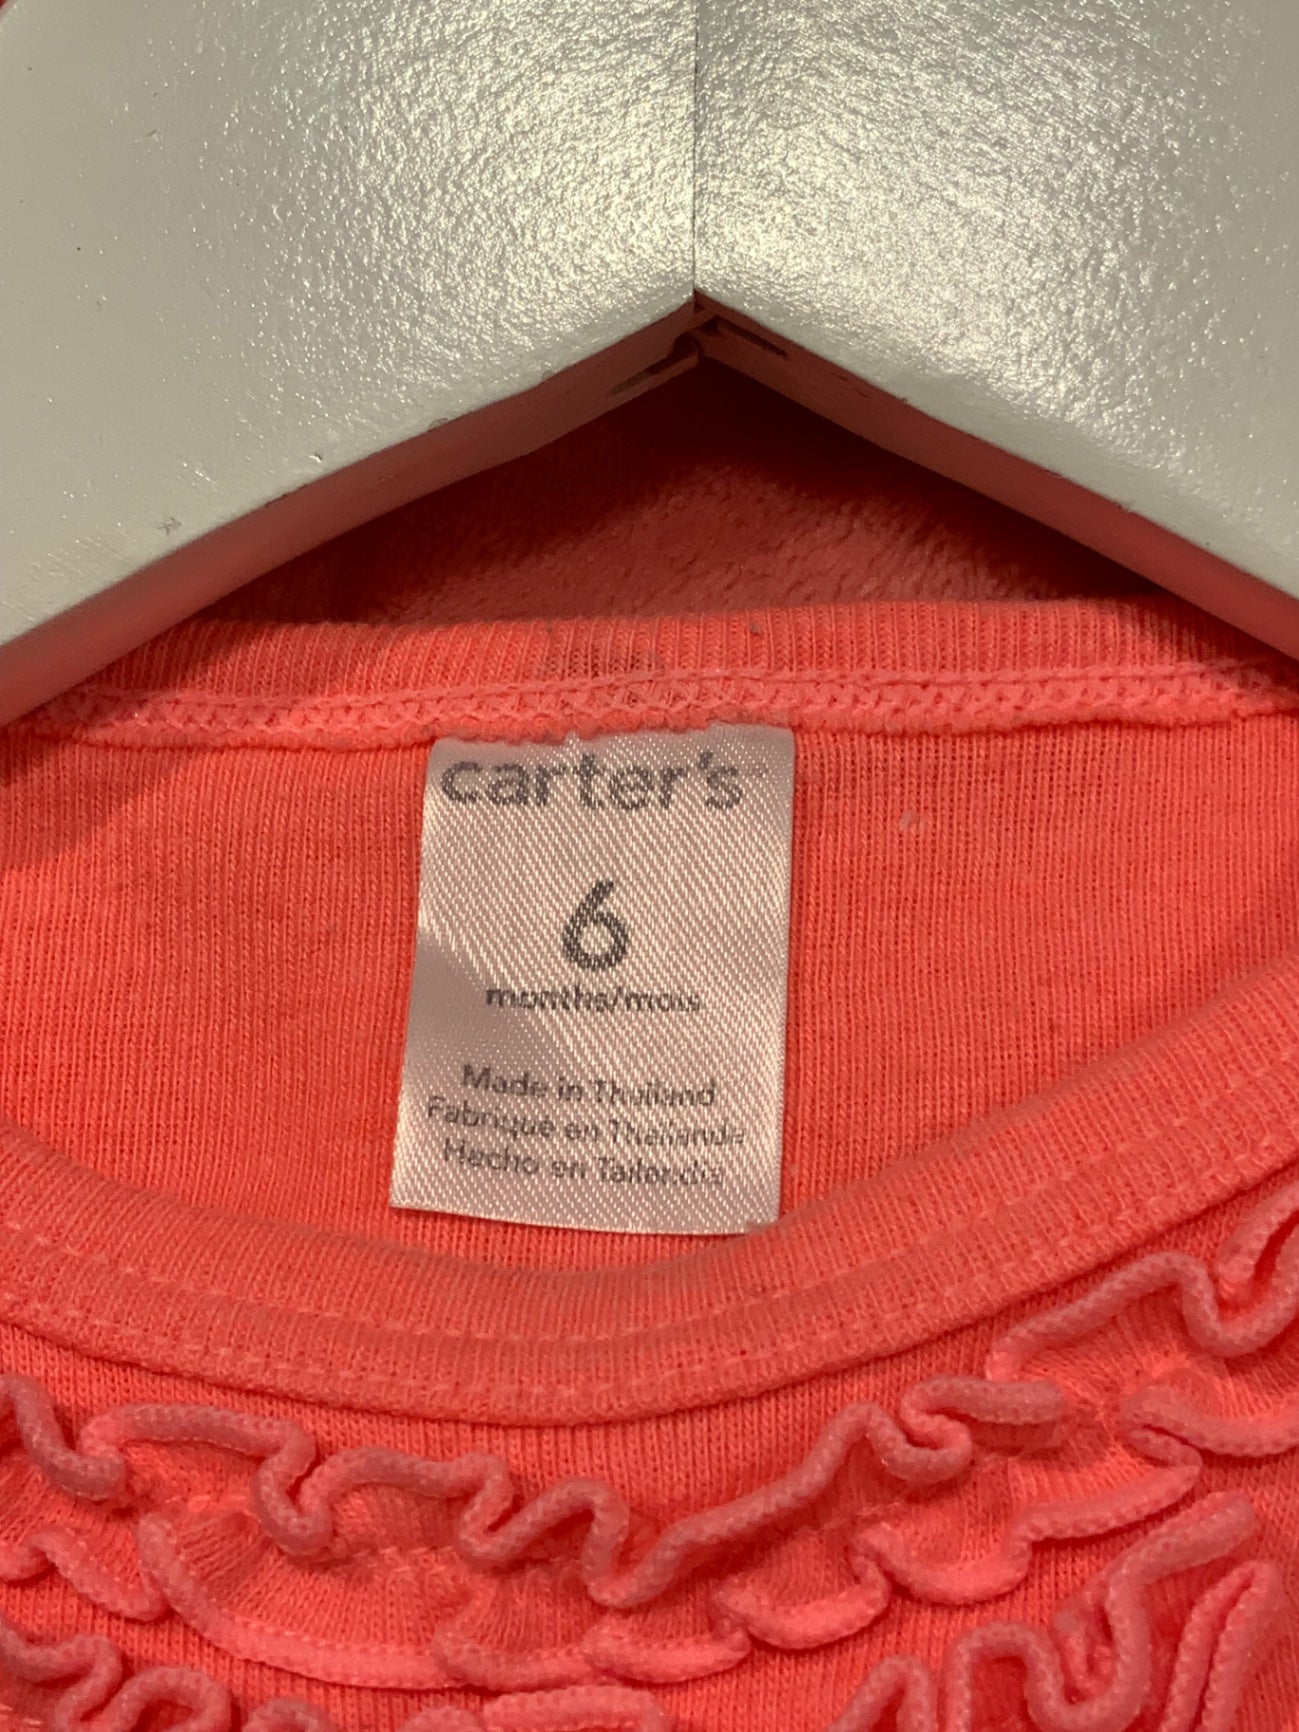 carter's
6
months/mois
Made in Thailand
Fabriqué en Thaïlande
Hecho en Tailandia